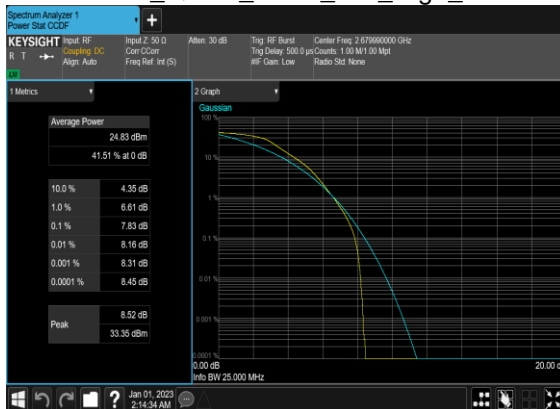 Spectrum Analyzer 1
Power Stat CCDF
KEYSIGHT
R T
Input: RF
Coupling: DC
Align: Auto
Input Z: 50 Ω
Corr CCorr
Freq Ref: Int (S)
Atten: 30 dB
Trig: RF Burst
Trig Delay: 500.0 µs
#IF Gain: Low
Center Freq: 2.679990000 GHz
Counts: 1.00 M/1.00 Mpt
Radio Std: None
1 Metrics
Average Power
24.83 dBm
41.51 % at 0 dB
10.0 % 4.35 dB
1.0 % 6.61 dB
0.1 % 7.83 dB
0.01 % 8.16 dB
0.001 % 8.31 dB
0.0001 % 8.45 dB
Peak 8.52 dB
33.35 dBm
2 Graph
Gaussian
100 %
10 %
1 %
0.1 %
0.01 %
0.001 %
0.0001 %
0.00 dB
20.00
Info BW 25.000 MHz
?
Jan 01, 2023
2:14:34 AM